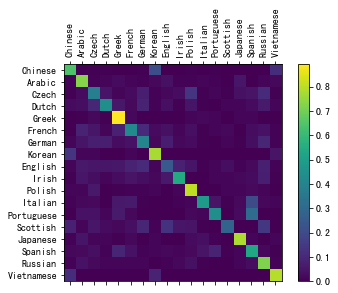 Chinese
Arabic
Czech
Dutch
Greek
French
German
Korean
English
Irish
Polish
Italian
Portuguese
Scottish
Japanese
Spanish
Russian
Vietnamese
Chinese
Arabic
Czech
Dutch
Greek
French
German
Korean
English
Irish
Polish
Italian
Portuguese
Scottish
Japanese
Spanish
Russian
Vietnamese
0.8
0.7
0.6
0.5
0.4
0.3
0.2
0.1
0.0